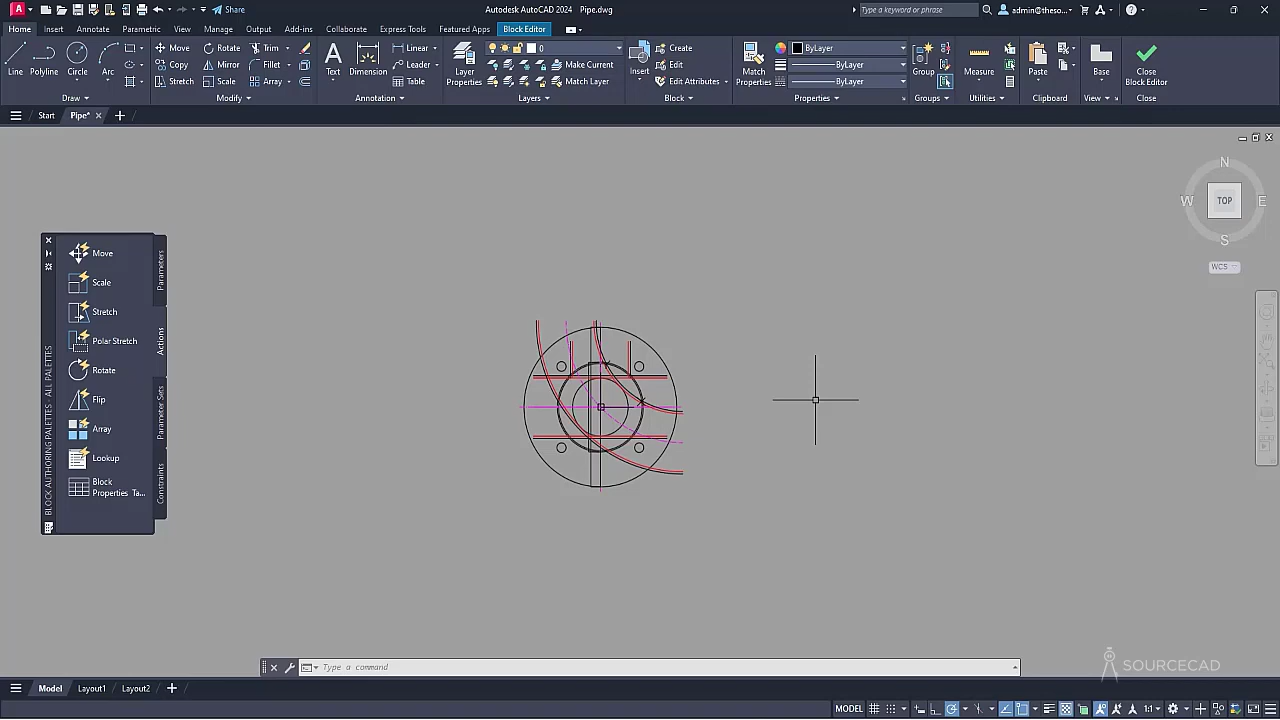 A Share Autodesk AutoCAD 2024 Pipe.dwg Type a keyword or phrase admin@theso...
Home Insert Annotate Parametric View Manage Output Add-ins Collaborate Express Tools Featured Apps Block Editor
Line Polyline Circle Arc Move Rotate Trim Text Dimension Linear 0 Layer Properties Make Current Insert Create Match Properties ByLayer Group Measure Paste Base Close Block Editor
Copy Mirror Fillet Leader Edit ByLayer
Stretch Scale Array Table Match Layer Edit Attributes ByLayer
Draw Modify Annotation Layers Block Properties Groups Utilities Clipboard View Close
Start Pipe*
N
W TOP E
S
WCS
Move
Scale
Stretch
Polar Stretch
Rotate
Flip
Array
Lookup
Block
Properties Ta...
Parameters
Actions
Parameter Sets
Constraints
BLOCK AUTHORING PALETTES - ALL PALETTES
Type a command
SOURCECAD
Model Layout1 Layout2
MODEL 1:1